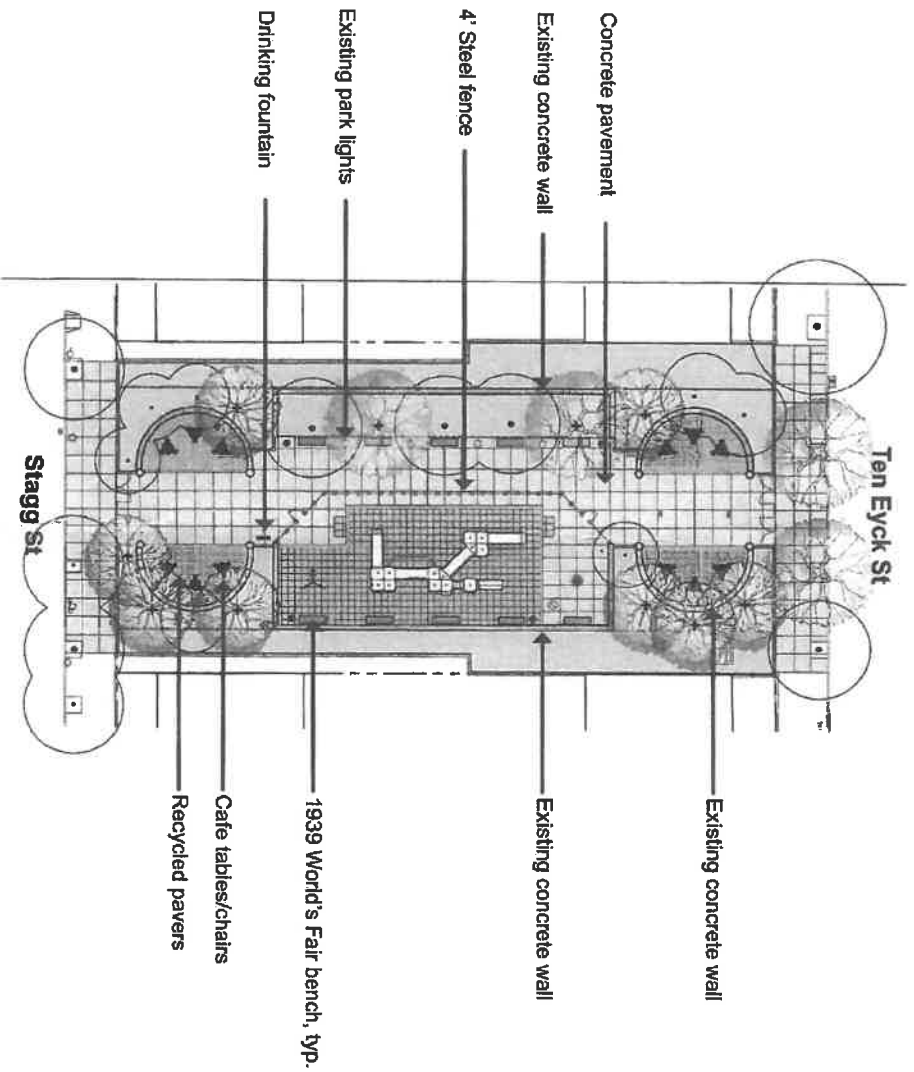 Ten Eyck St
Concrete pavement
Existing concrete wall
4' Steel fence
Existing park lights
Drinking fountain
Existing concrete wall
Existing concrete wall
1939 World's Fair bench, typ.
Cafe tables/chairs
Recycled pavers
Stagg St